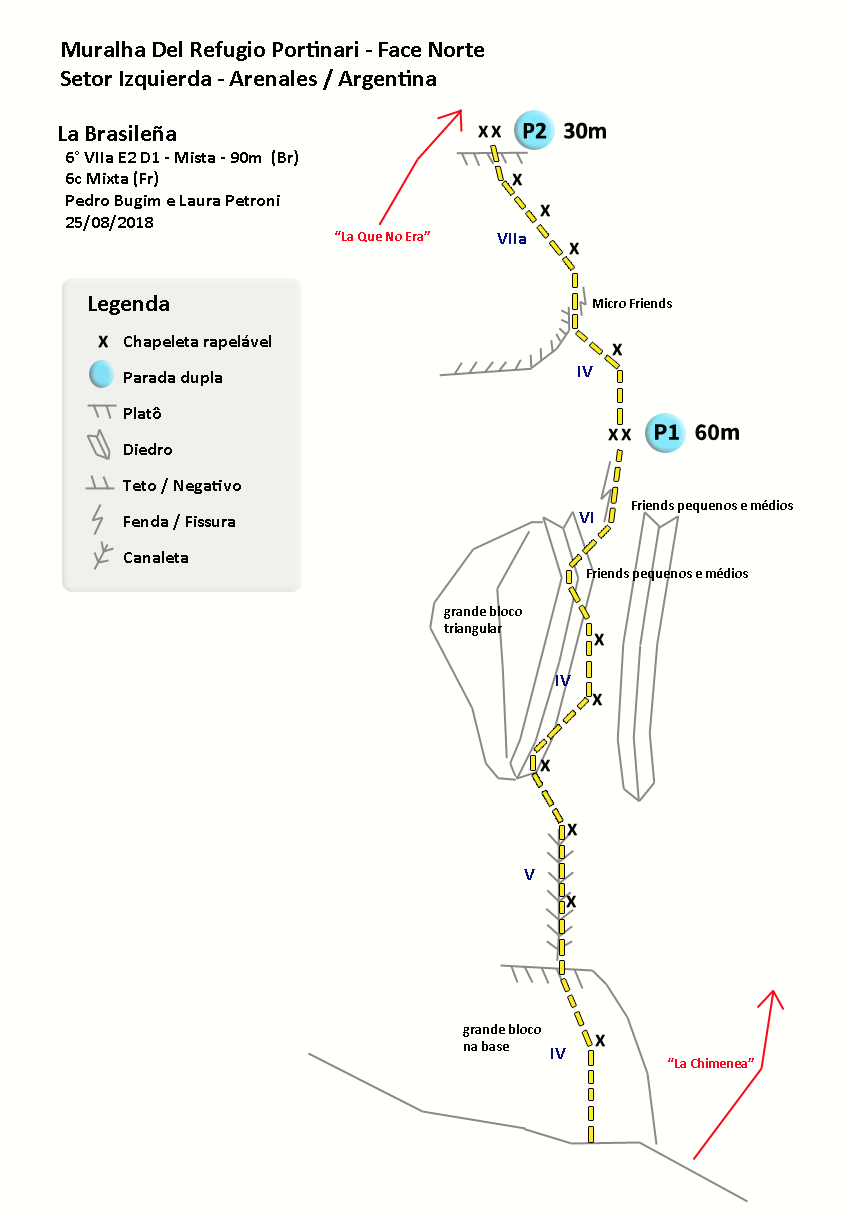 Muralha Del Refugio Portinari - Face Norte
Setor Izquierda - Arenales / Argentina
La Brasileña
6° VIIa E2 D1 - Mista - 90m (Br)
6c Mixta (Fr)
Pedro Bugim e Laura Petroni
25/08/2018
X X P2 30m
"La Que No Era"
X
X
VIIa
X
Legenda
X Chapeleta rapelável
Parada dupla
Platô
Diedro
Teto / Negativo
Fenda / Fissura
Canaleta
Micro Friends
X
IV
X X P1 60m
Friends pequenos e médios
VI
Friends pequenos e médios
grande bloco
triangular
X
IV
X
X
X
V
X
grande bloco
na base
X
IV
"La Chimenea"